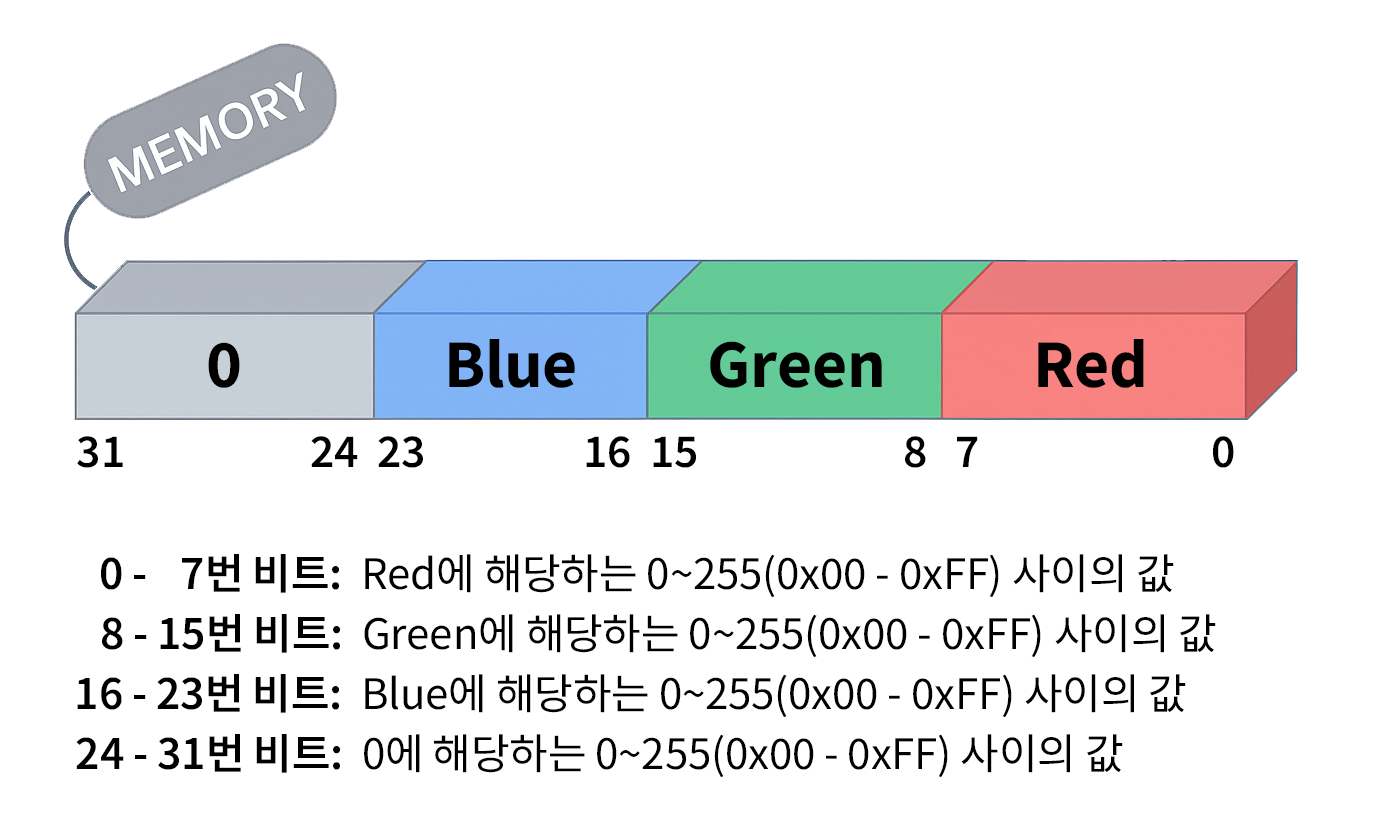 MEMORY
0 Blue Green Red
31 24 23 16 15 8 7 0
0 - 7번 비트: Red에 해당하는 0~255(0x00 - 0xFF) 사이의 값
8 - 15번 비트: Green에 해당하는 0~255(0x00 - 0xFF) 사이의 값
16 - 23번 비트: Blue에 해당하는 0~255(0x00 - 0xFF) 사이의 값
24 - 31번 비트: 0에 해당하는 0~255(0x00 - 0xFF) 사이의 값